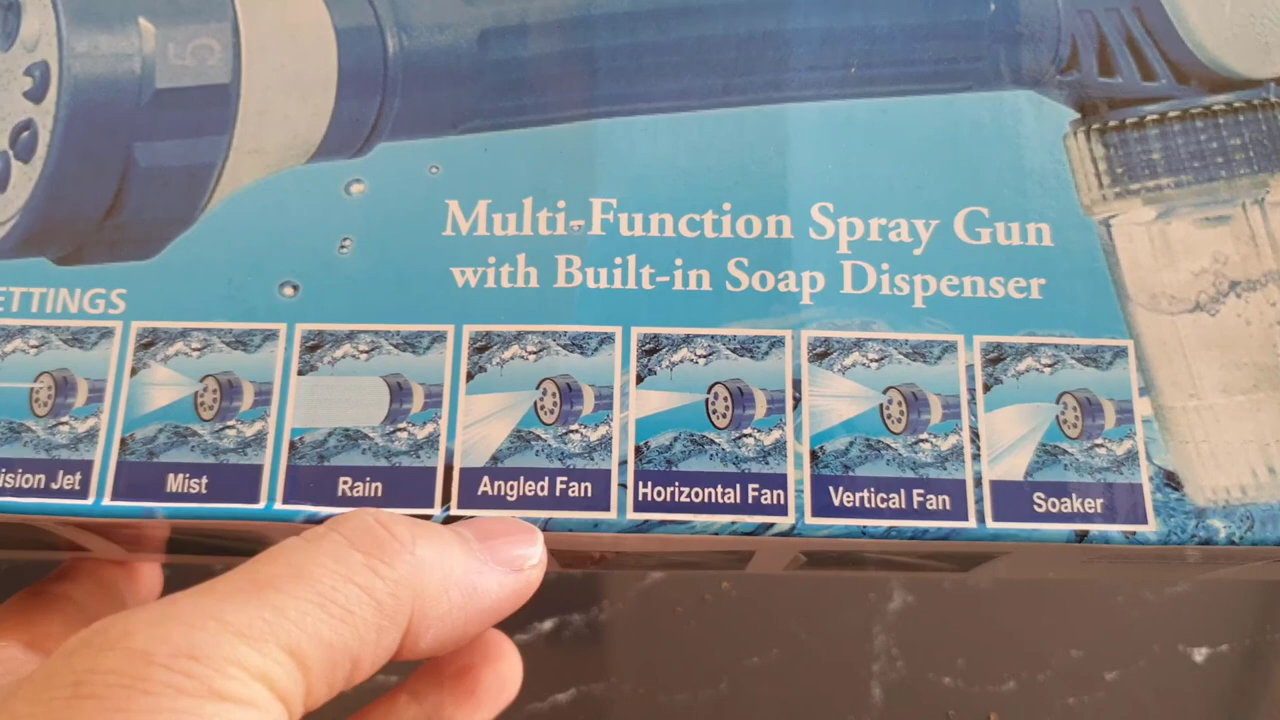 5
Multi-Function Spray Gun
with Built-in Soap Dispenser
ETTINGS
ision Jet
Mist
Rain
Angled Fan
Horizontal Fan
Vertical Fan
Soaker